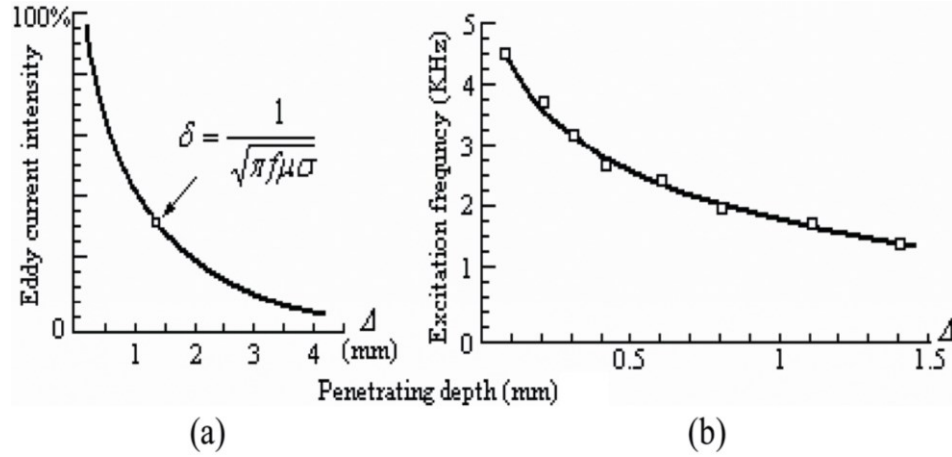 100%
Eddy current intensity
0
δ = 1 / √πfμσ
1 2 3 4
Δ
(mm)
5
4
3
2
1
0
Excitation frequncy (KHz)
0.5 1 1.5
Δ
Penetrating depth (mm)
(a) (b)